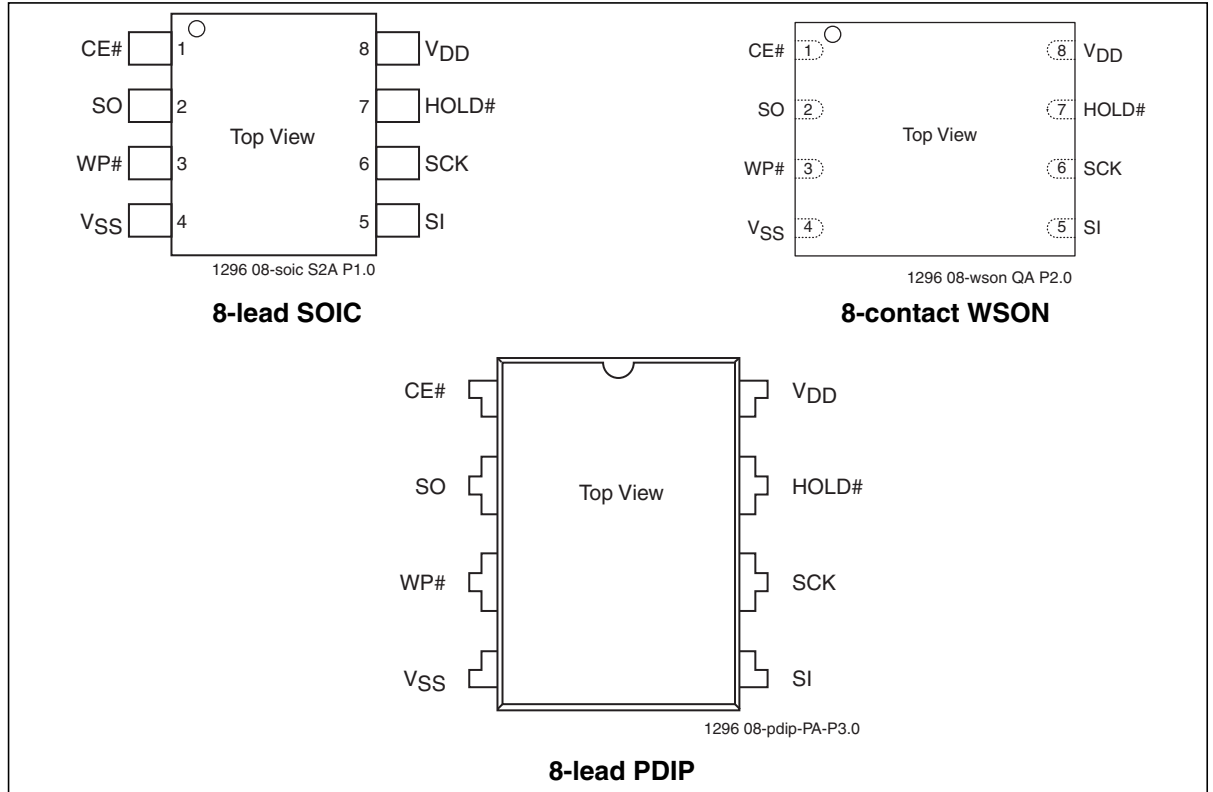 CE# 1 8 VDD
SO 2 7 HOLD#
Top View
WP# 3 6 SCK
VSS 4 5 SI
1296 08-soic S2A P1.0
8-lead SOIC
CE# 1 8 VDD
SO 2 7 HOLD#
Top View
WP# 3 6 SCK
VSS 4 5 SI
1296 08-wson QA P2.0
8-contact WSON
CE# VDD
SO Top View HOLD#
WP# SCK
VSS SI
1296 08-pdip-PA-P3.0
8-lead PDIP